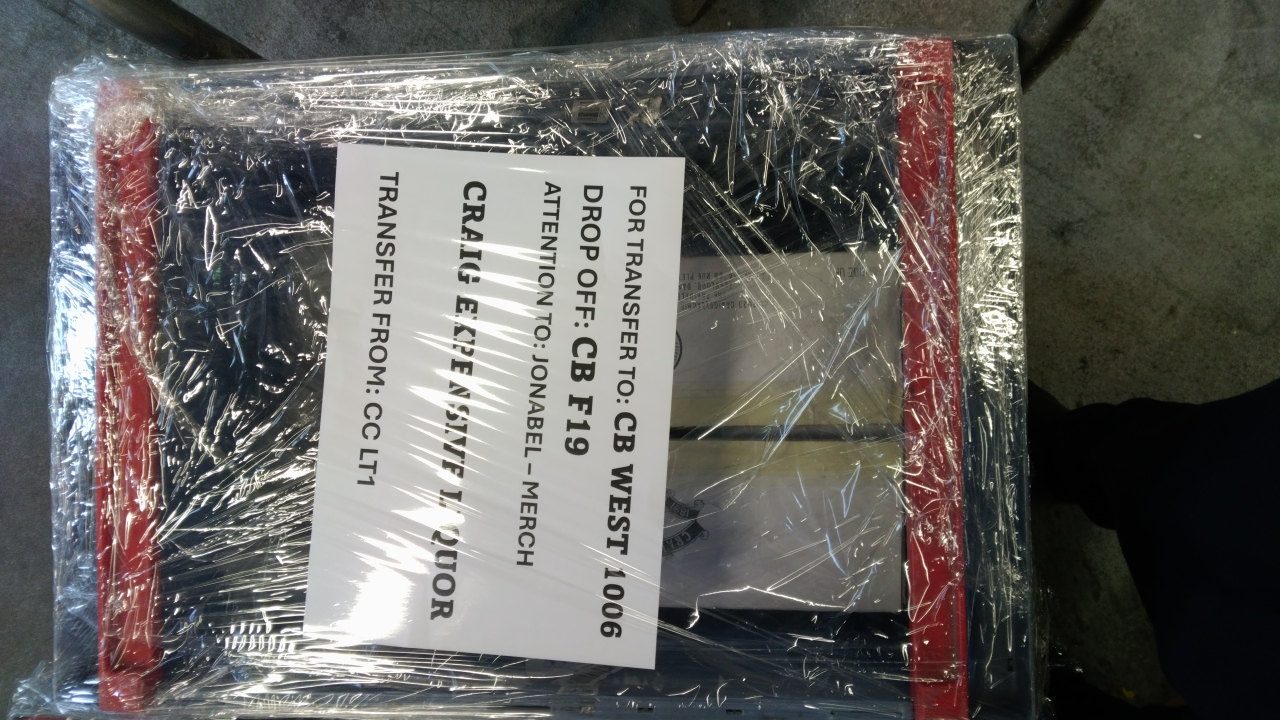 FOR TRANSFER TO: CB WEST 1006
DROP OFF: CB F19
ATTENTION TO: JONABEL – MERCH
CRAIG EXPENSIVE LIQUOR
TRANSFER FROM: CC LT1